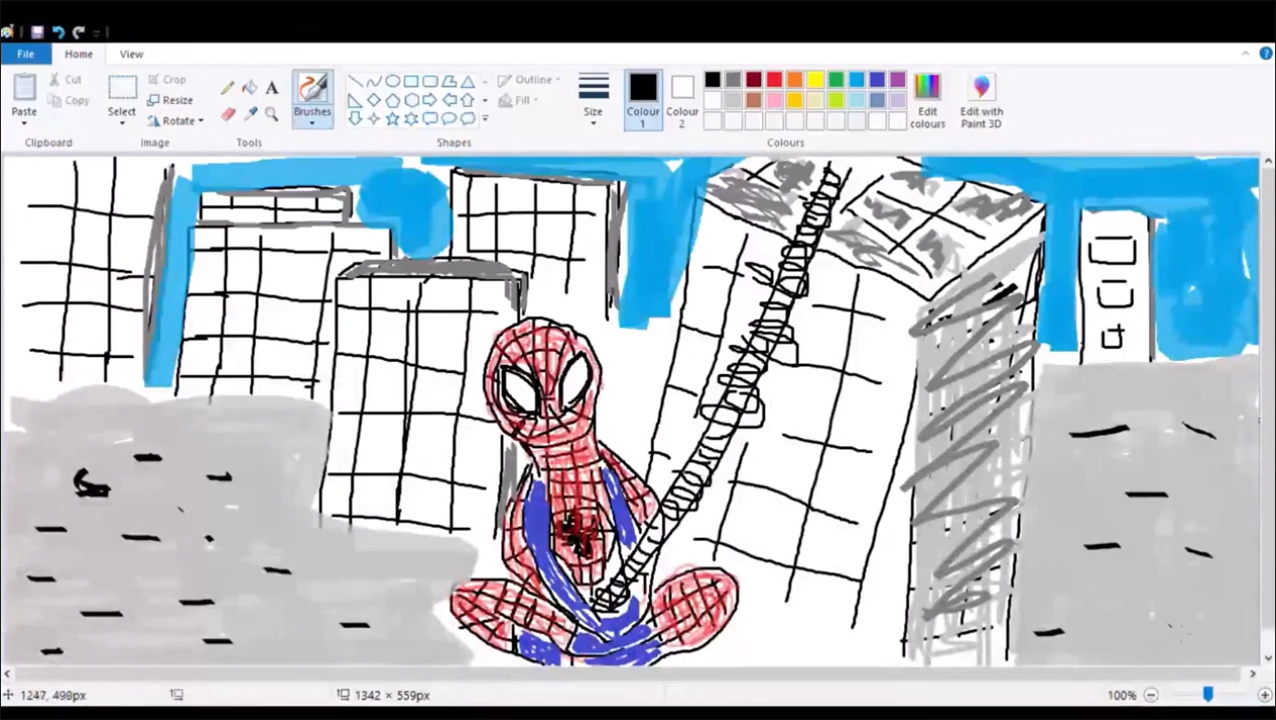 File Home View
Paste Cut Copy Select Crop Resize Rotate A Brushes Outline Fill Size Colour 1 Colour 2 Edit colours Edit with Paint 3D
Clipboard Image Tools Shapes Colours
1247, 498px 1342 × 559px 100%